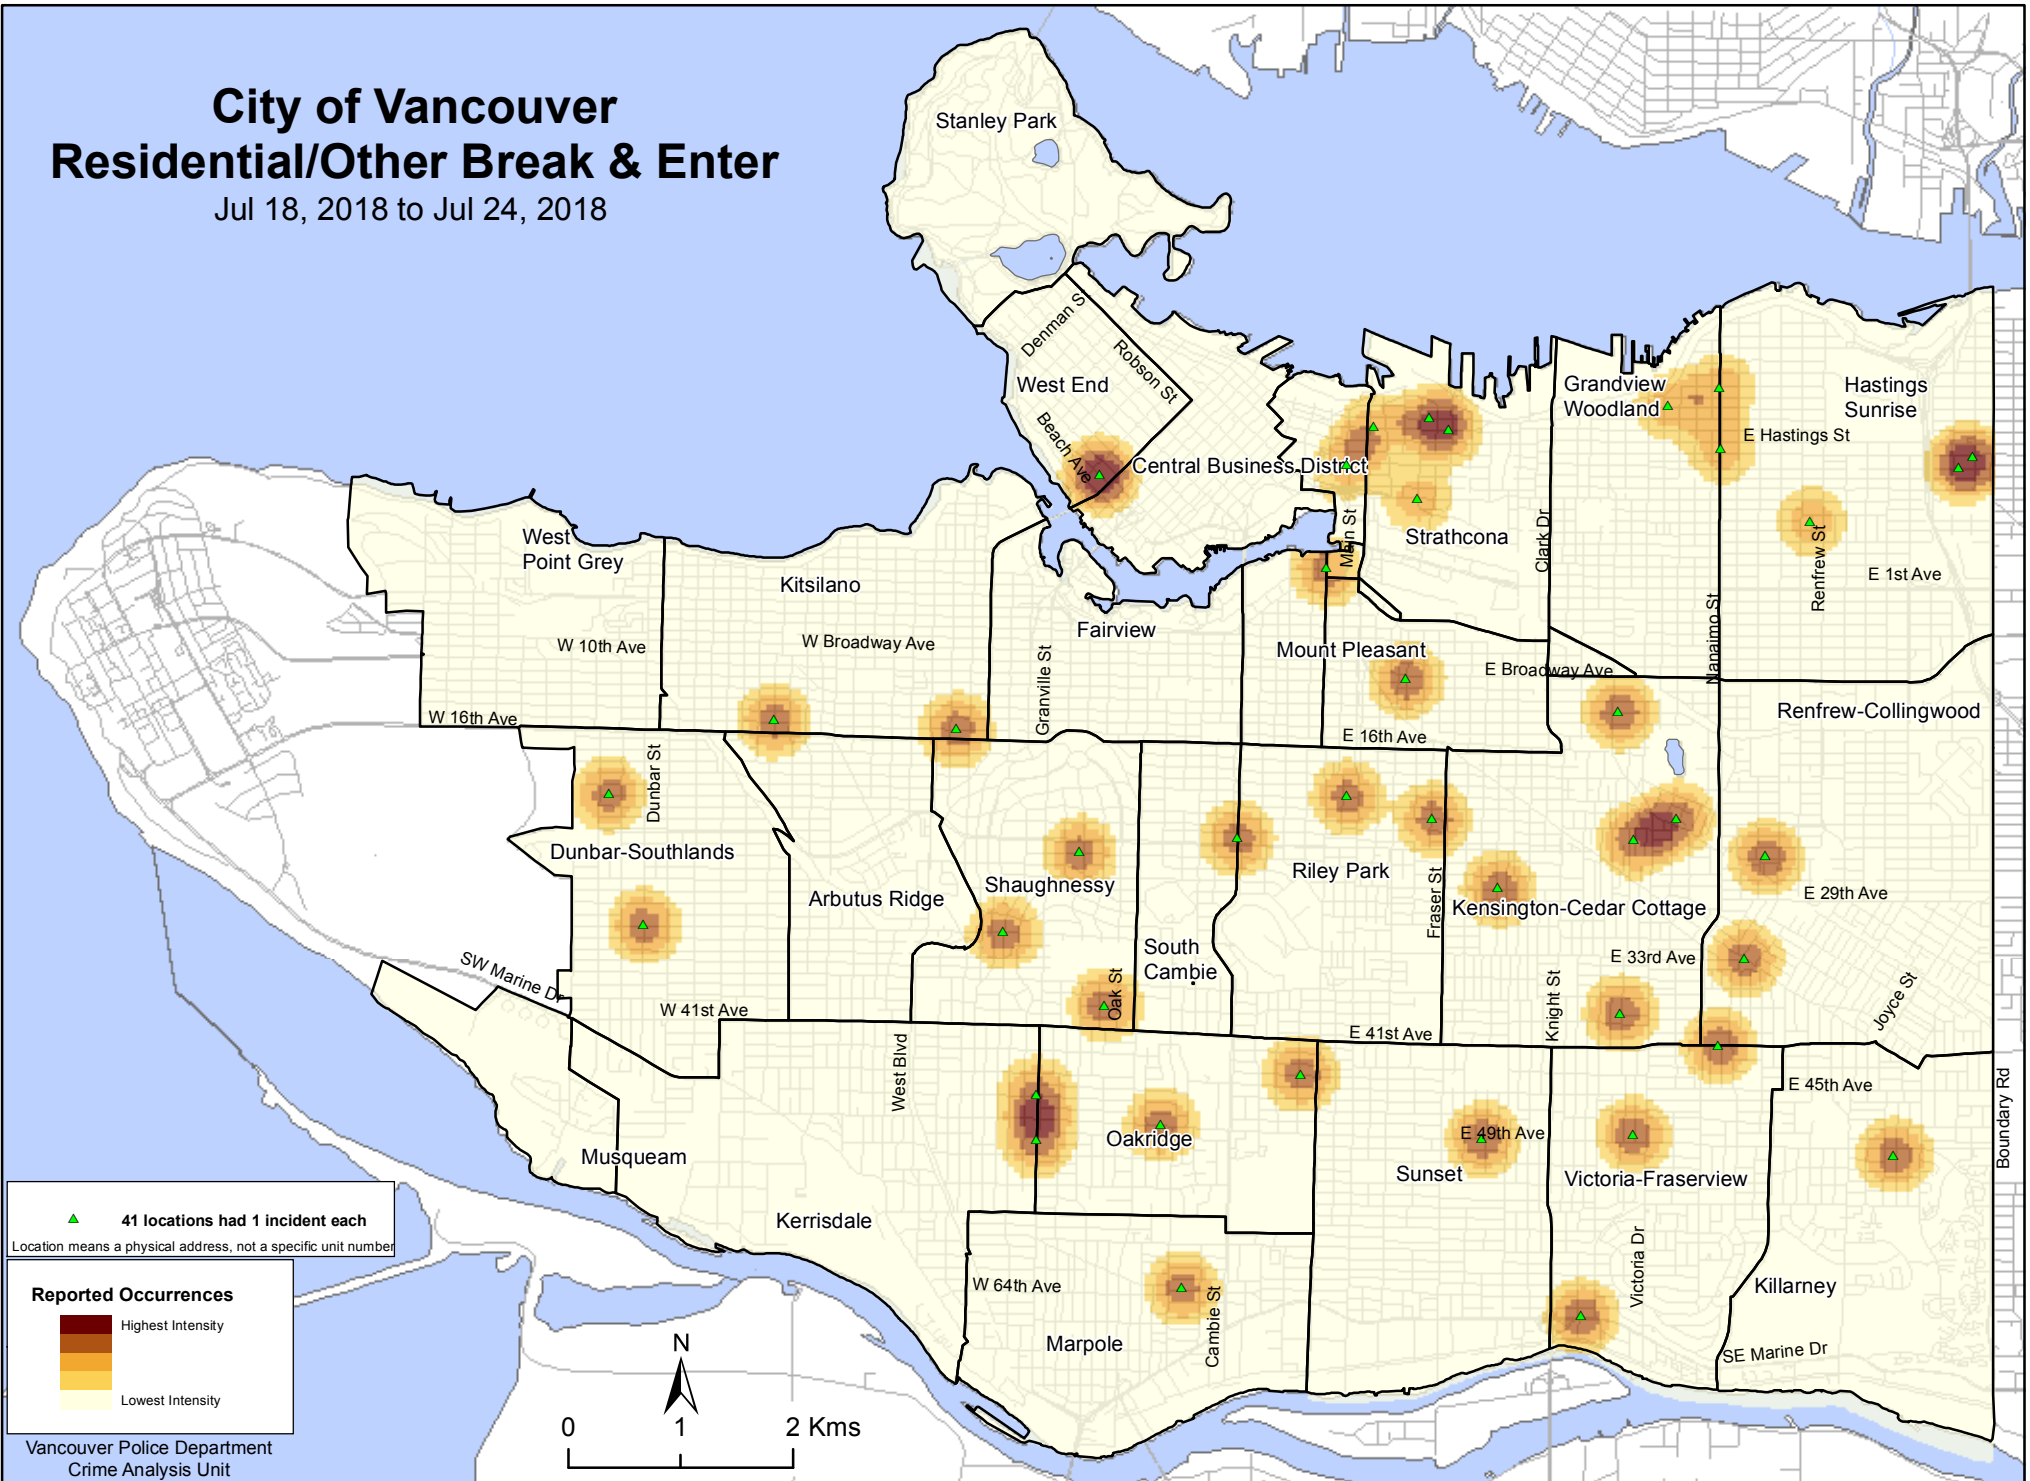 City of Vancouver
Residential/Other Break & Enter
Jul 18, 2018 to Jul 24, 2018
Stanley Park
Denman S
Robson St
West End
Beach Ave
Central Business District
Grandview
Woodland
Hastings
Sunrise
E Hastings St
Main St
Strathcona
Clark Dr
Renfrew St
E 1st Ave
West
Point Grey
Kitsilano
W 10th Ave
W Broadway Ave
Granville St
Fairview
Mount Pleasant
E Broadway Ave
Nanaimo St
W 16th Ave
E 16th Ave
Renfrew-Collingwood
Dunbar St
Dunbar-Southlands
Arbutus Ridge
Shaughnessy
Riley Park
Fraser St
Kensington-Cedar Cottage
E 29th Ave
SW Marine Dr
South
Cambie
Oak St
E 33rd Ave
Knight St
Joyce St
W 41st Ave
E 41st Ave
West Blvd
E 45th Ave
Boundary Rd
Musqueam
Oakridge
E 49th Ave
Sunset
Victoria-Fraserview
Kerrisdale
W 64th Ave
Cambie St
Marpole
Victoria Dr
Killarney
SE Marine Dr
41 locations had 1 incident each
Location means a physical address, not a specific unit number
Reported Occurrences
Highest Intensity
Lowest Intensity
Vancouver Police Department
Crime Analysis Unit
N
0 1 2 Kms